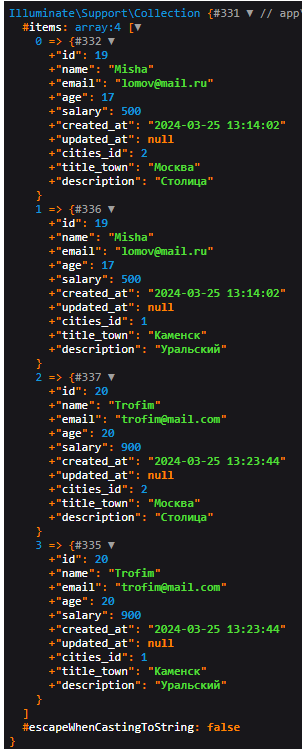 Illuminate\Support\Collection {#331 ▼ // app\
#items: array:4 [▼
0 => {#332 ▼
+"id": 19
+"name": "Misha"
+"email": "lomov@mail.ru"
+"age": 17
+"salary": 500
+"created_at": "2024-03-25 13:14:02"
+"updated_at": null
+"cities_id": 2
+"title_town": "Москва"
+"description": "Столица"
}
1 => {#336 ▼
+"id": 19
+"name": "Misha"
+"email": "lomov@mail.ru"
+"age": 17
+"salary": 500
+"created_at": "2024-03-25 13:14:02"
+"updated_at": null
+"cities_id": 1
+"title_town": "Каменск"
+"description": "Уральский"
}
2 => {#337 ▼
+"id": 20
+"name": "Trofim"
+"email": "trofim@mail.com"
+"age": 20
+"salary": 900
+"created_at": "2024-03-25 13:23:44"
+"updated_at": null
+"cities_id": 2
+"title_town": "Москва"
+"description": "Столица"
}
3 => {#335 ▼
+"id": 20
+"name": "Trofim"
+"email": "trofim@mail.com"
+"age": 20
+"salary": 900
+"created_at": "2024-03-25 13:23:44"
+"updated_at": null
+"cities_id": 1
+"title_town": "Каменск"
+"description": "Уральский"
}
]
#escapeWhenCastingToString: false
}